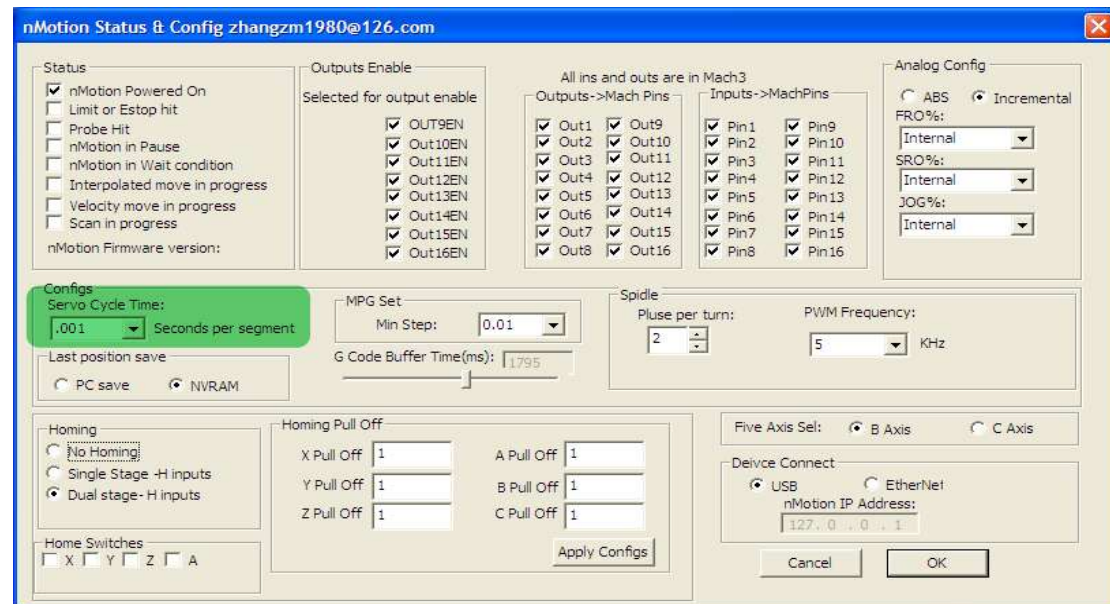 nMotion Status & Config zhangzm1980@126.com
Status
nMotion Powered On
Limit or Estop hit
Probe Hit
nMotion in Pause
nMotion in Wait condition
Interpolated move in progress
Velocity move in progress
Scan in progress
nMotion Firmware version:
Outputs Enable
Selected for output enable
OUT9EN
Out10EN
Out11EN
Out12EN
Out13EN
Out14EN
Out15EN
Out16EN
All ins and outs are in Mach3
Outputs->Mach Pins
Out1 Out9
Out2 Out10
Out3 Out11
Out4 Out12
Out5 Out13
Out6 Out14
Out7 Out15
Out8 Out16
Inputs->MachPins
Pin1 Pin9
Pin2 Pin10
Pin3 Pin11
Pin4 Pin12
Pin5 Pin13
Pin6 Pin14
Pin7 Pin15
Pin8 Pin16
Analog Config
ABS Incremental
FRO%:
Internal
SRO%:
Internal
JOG%:
Internal
Configs
Servo Cycle Time:
.001 Seconds per segment
Last position save
PC save NVRAM
MPG Set
Min Step: 0.01
G Code Buffer Time(ms): 1795
Spidle
Pluse per turn:
2
PWM Frequency:
5 KHz
Homing
No Homing
Single Stage -H inputs
Dual stage- H inputs
Home Switches
X Y Z A
Homing Pull Off
X Pull Off 1 A Pull Off 1
Y Pull Off 1 B Pull Off 1
Z Pull Off 1 C Pull Off 1
Apply Configs
Five Axis Sel: B Axis C Axis
Deivce Connect
USB EtherNet
nMotion IP Address:
127. 0 . 0 . 1
Cancel OK